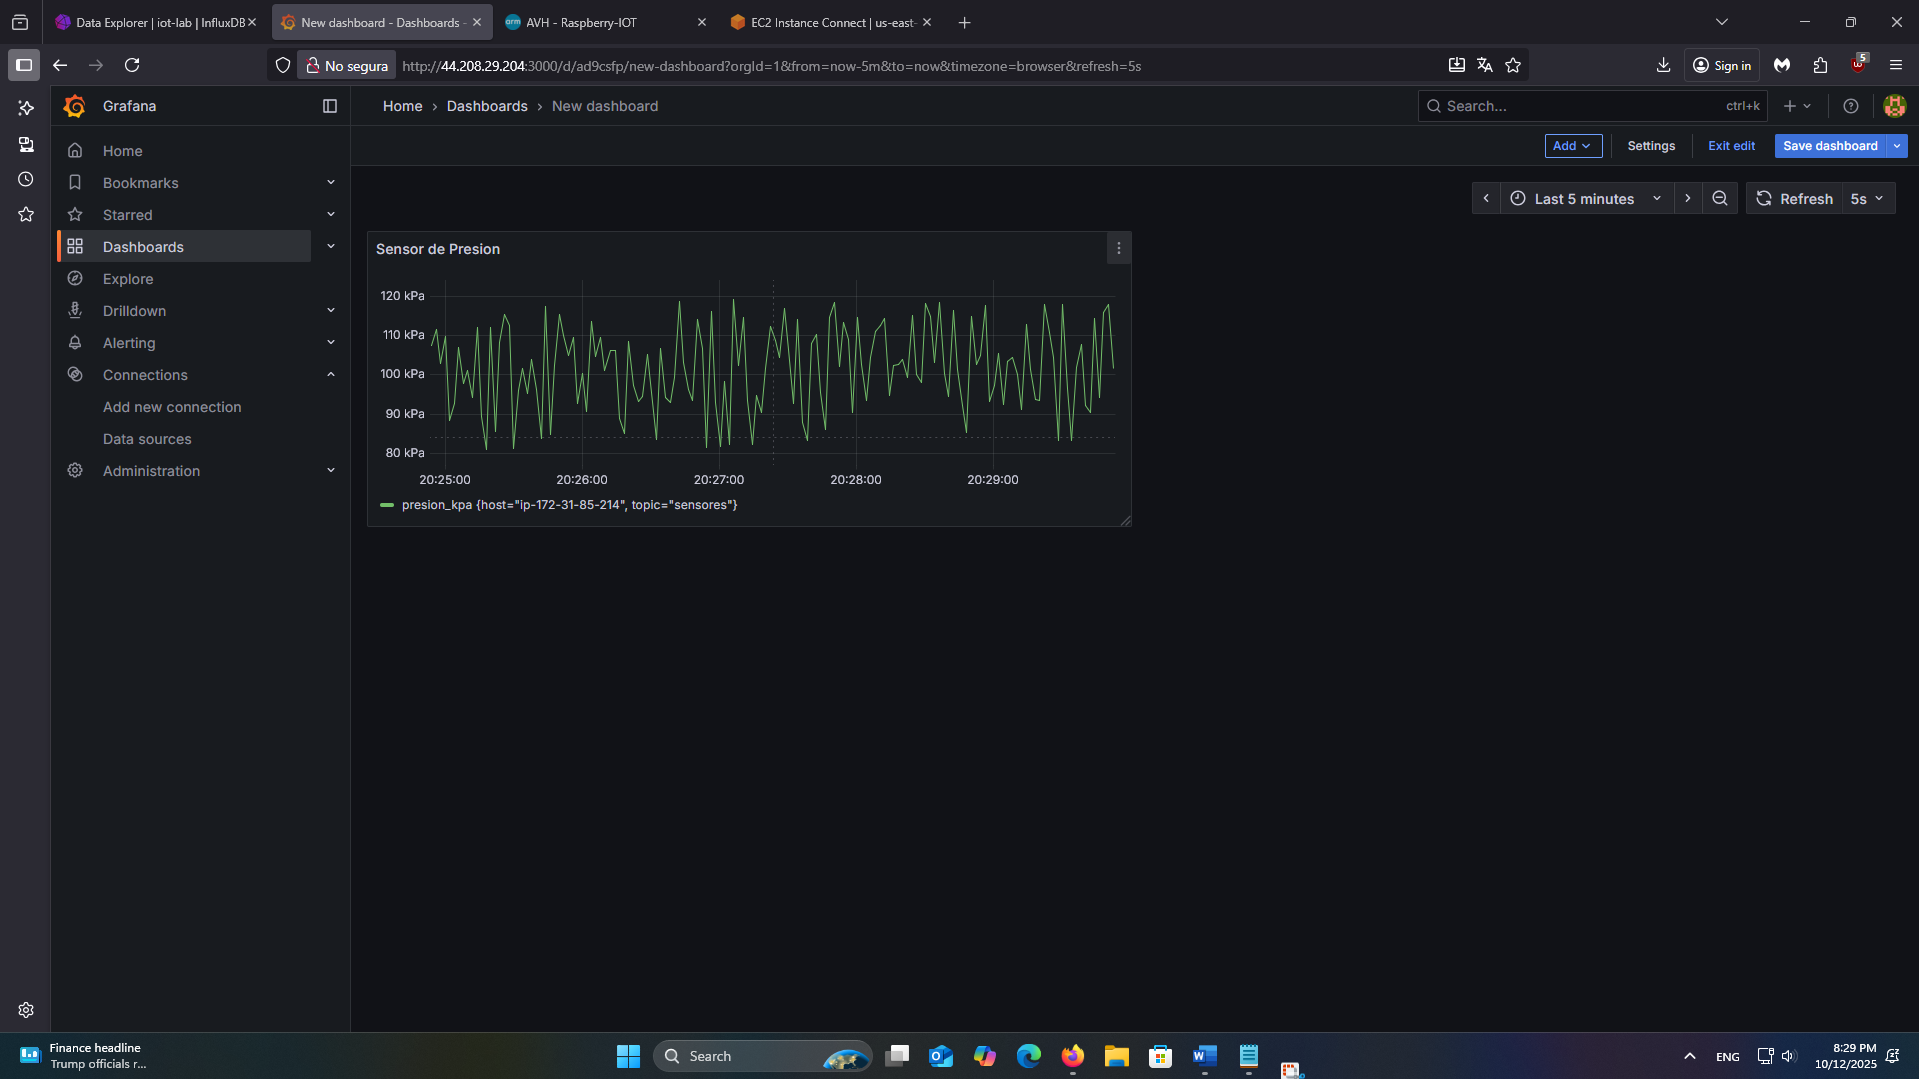 Data Explorer | iot-lab | InfluxDB
New dashboard - Dashboards -
AVH - Raspberry-IOT
EC2 Instance Connect | us-east-
No segura
http://44.208.29.204:3000/d/ad9csfp/new-dashboard?orgId=1&from=now-5m&to=now&timezone=browser&refresh=5s
Sign in
5
Grafana
Home › Dashboards › New dashboard
Search...
ctrl+k
Add
Settings
Exit edit
Save dashboard
Home
Bookmarks
Starred
Dashboards
Explore
Drilldown
Alerting
Connections
Add new connection
Data sources
Administration
Last 5 minutes
Refresh
5s
Sensor de Presion
120 kPa
110 kPa
100 kPa
90 kPa
80 kPa
20:25:00
20:26:00
20:27:00
20:28:00
20:29:00
presion_kpa {host="ip-172-31-85-214", topic="sensores"}
Finance headline
Trump officials r...
Search
ENG
8:29 PM
10/12/2025